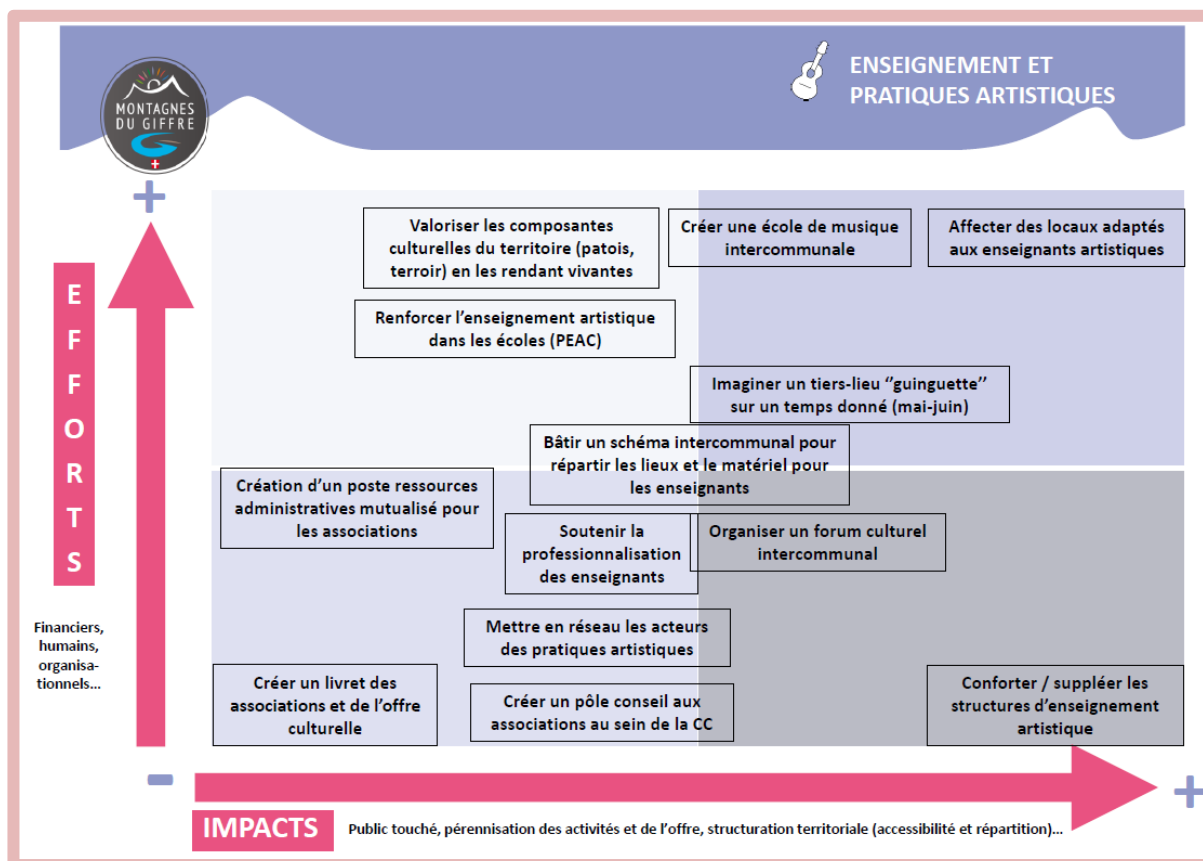 MONTAGNES
DU GIFFRE
ENSEIGNEMENT ET
PRATIQUES ARTISTIQUES
+
E
F
F
O
R
T
S
Financiers,
humains,
organisa-
tionnels...
Valoriser les composantes
culturelles du territoire (patois,
terroir) en les rendant vivantes
Créer une école de musique
intercommunale
Affecter des locaux adaptés
aux enseignants artistiques
Renforcer l’enseignement artistique
dans les écoles (PEAC)
Imaginer un tiers-lieu ‘’guinguette’’
sur un temps donné (mai-juin)
Bâtir un schéma intercommunal pour
répartir les lieux et le matériel pour
les enseignants
Création d’un poste ressources
administratives mutualisé pour
les associations
Soutenir la
professionnalisation
des enseignants
Organiser un forum culturel
intercommunal
Mettre en réseau les acteurs
des pratiques artistiques
Créer un livret des
associations et de l’offre
culturelle
Créer un pôle conseil aux
associations au sein de la CC
Conforter / suppléer les
structures d’enseignement
artistique
-
+
IMPACTS
Public touché, pérennisation des activités et de l’offre, structuration territoriale (accessibilité et répartition)...